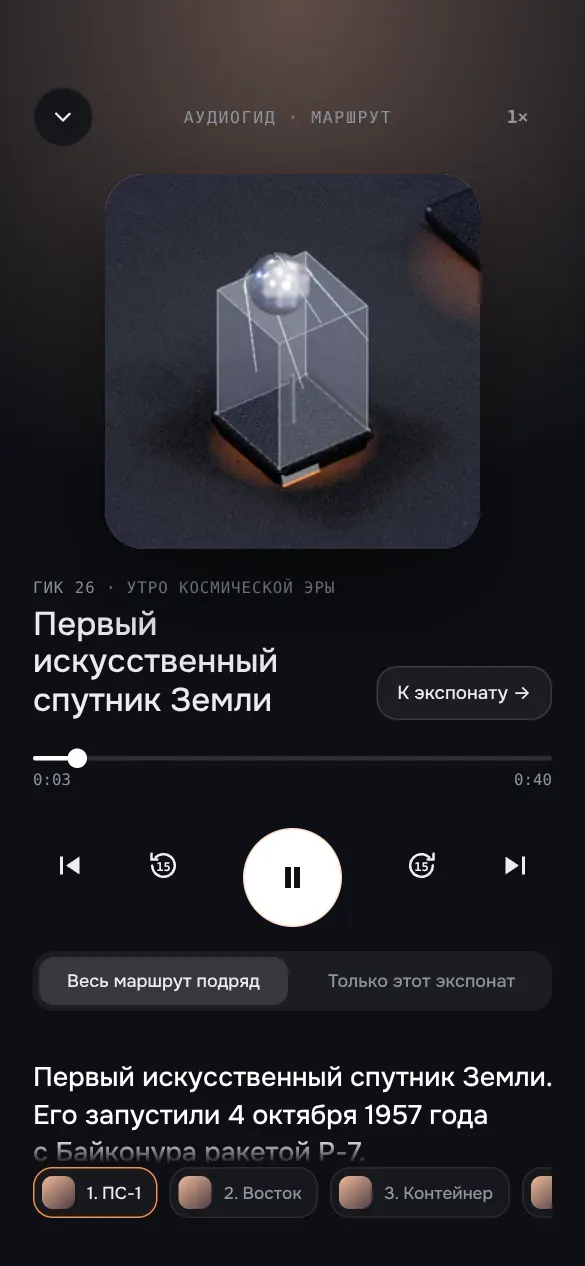 АУДИОГИД · МАРШРУТ
1×
ГИК 26 · УТРО КОСМИЧЕСКОЙ ЭРЫ
Первый
искусственный
спутник Земли
К экспонату →
0:03
0:40
15
15
Весь маршрут подряд
Только этот экспонат
Первый искусственный спутник Земли.
Его запустили 4 октября 1957 года
с Байконура ракетой Р-7.
1. ПС-1
2. Восток
3. Контейнер